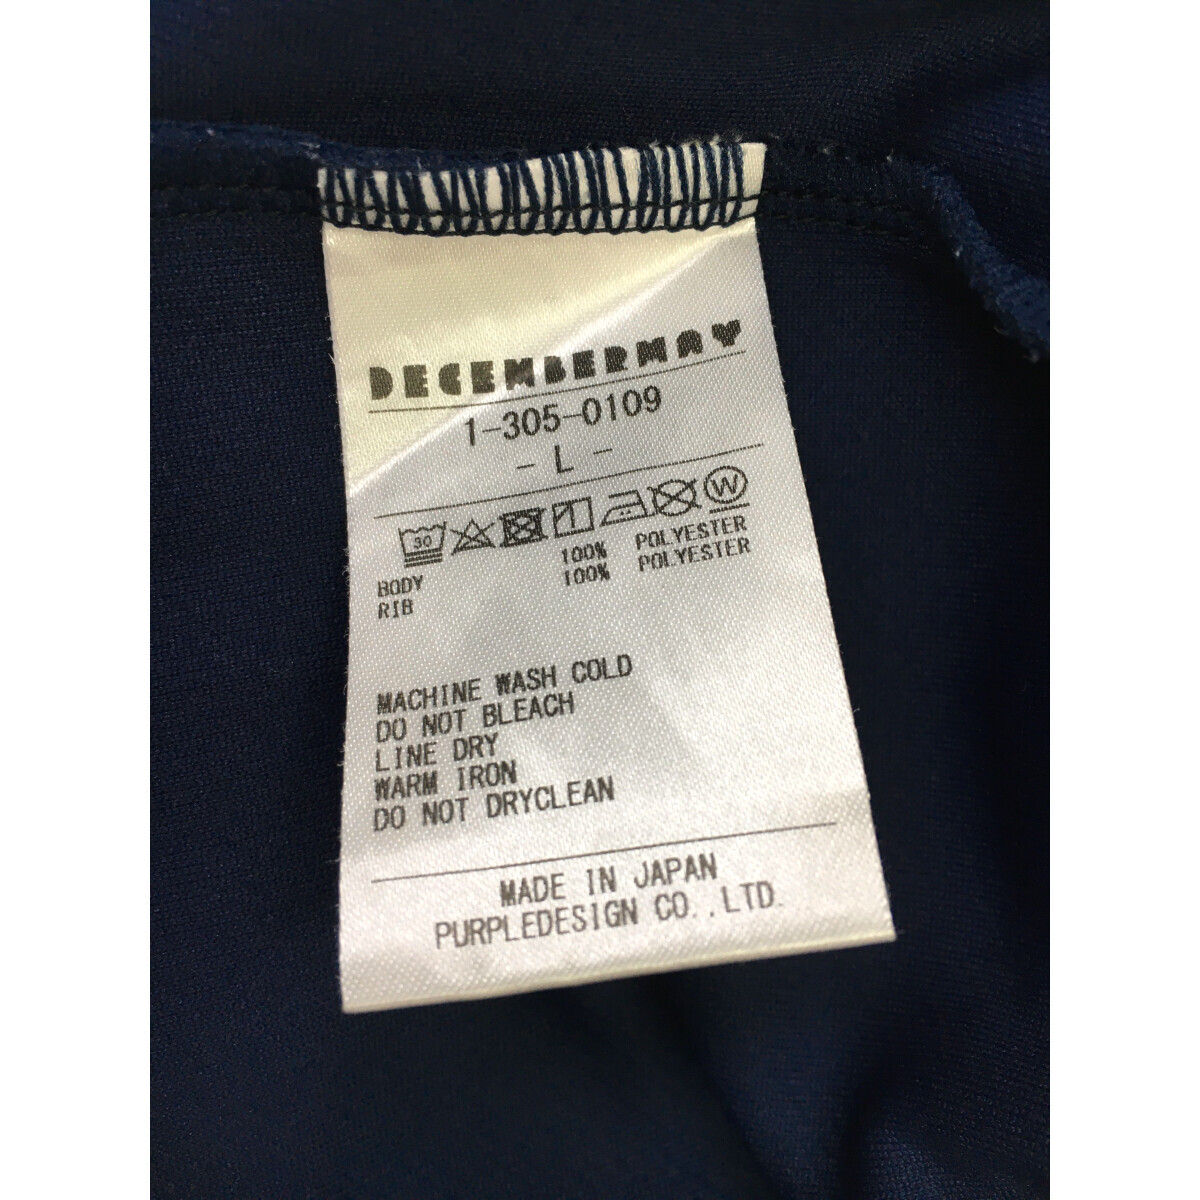 DECEMBERMAY
1-305-0109
- L -
30 W
BODY 100% POLYESTER
RIB 100% POLYESTER
MACHINE WASH COLD
DO NOT BLEACH
LINE DRY
WARM IRON
DO NOT DRYCLEAN
MADE IN JAPAN
PURPLEDESIGN CO.,LTD.